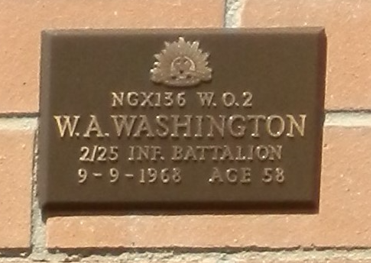 NGX136 W.O.2
W.A.WASHINGTON
2/25 INF. BATTALION
9-9-1968 AGE 58